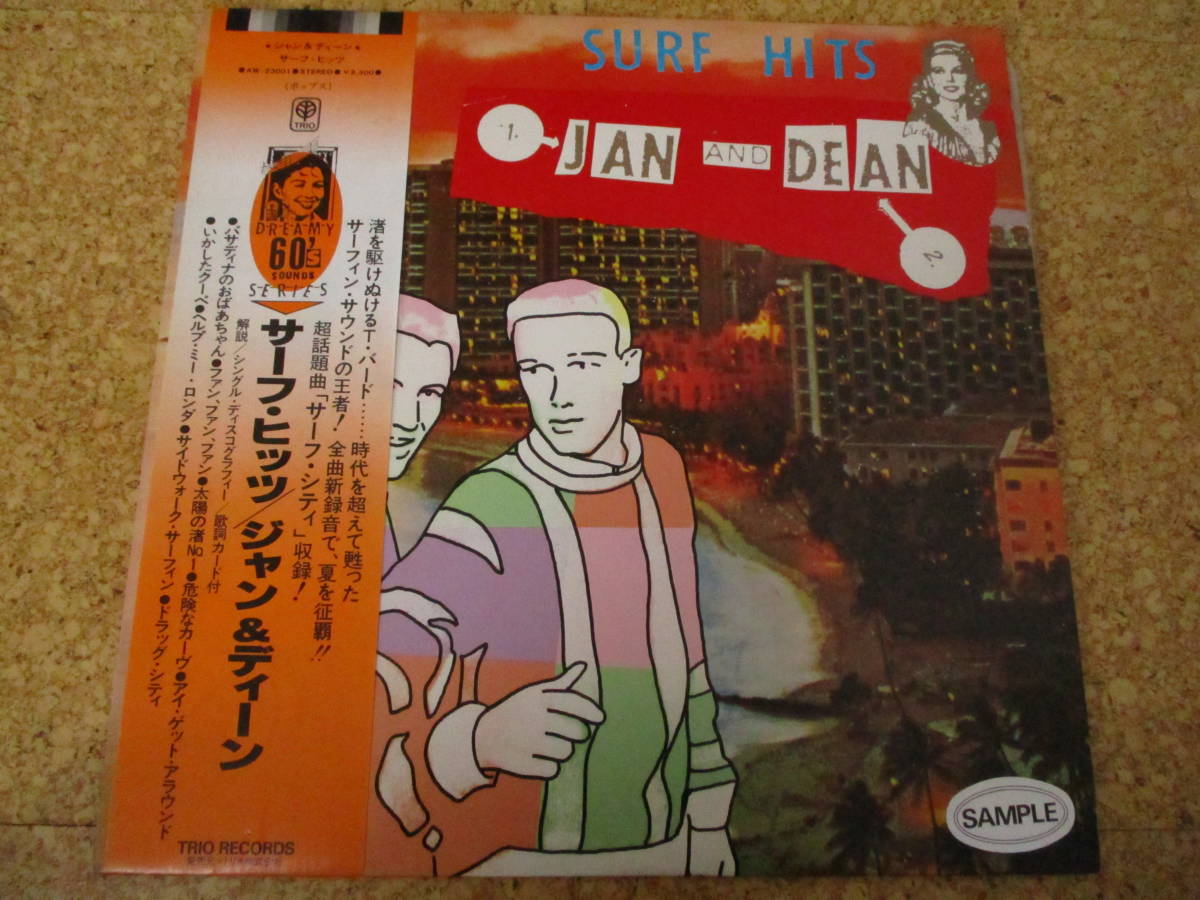 ★ジャン&ディーン★
サーフ・ヒッツ
●AW-23001●STEREO●¥2,300●
(ポップス)
TRIO
DREAMY
60's
SOUNDS
SERIES
渚を駆けぬけるT・バード……時代を超えて甦った
サーフィン・サウンドの王者!全曲新録音で、夏を征覇!!
超話題曲「サーフ・シティ」収録!
サーフ・ヒッツ/ジャン&ディーン
解説/シングル・ディスコグラフィー/歌詞カード付
●パサディナのおばあちゃん●ファン、ファン、ファン●太陽の渚No.1●危険なカーヴ●アイ・ゲット・アラウンド
●いかしたクーペ●ヘルプ・ミー・ロンダ●サイドウォーク・サーフィン●ドラッグ・シティ
TRIO RECORDS
SURF HITS
1.
JAN AND DEAN
2.
SAMPLE